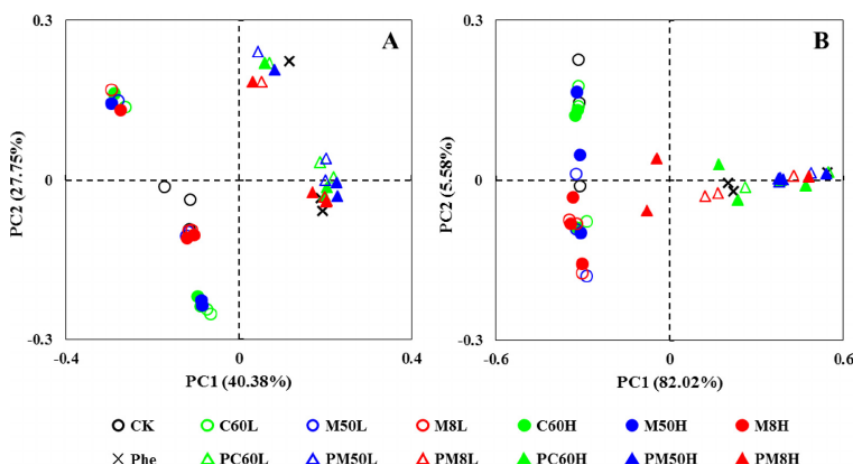 0.3
A
PC2 (27.75%)
-0.3
-0.4
0
0.4
PC1 (40.38%)
0.3
B
PC2 (5.58%)
-0.3
-0.6
0
0.6
PC1 (82.02%)
CK C60L M50L M8L C60H M50H M8H
Phe PC60L PM50L PM8L PC60H PM50H PM8H